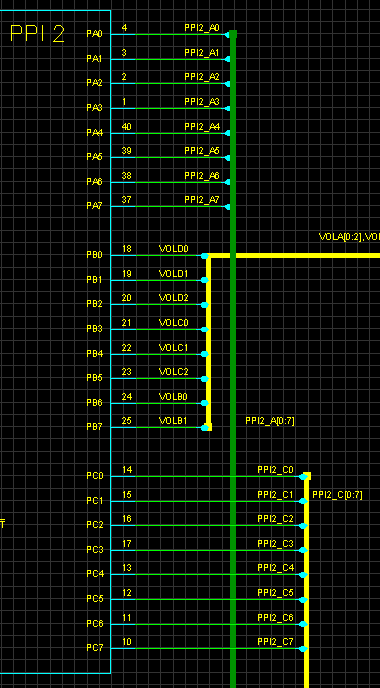 PPI 2
PA0 4 PPI2_A0
PA1 3 PPI2_A1
PA2 2 PPI2_A2
PA3 1 PPI2_A3
PA4 40 PPI2_A4
PA5 39 PPI2_A5
PA6 38 PPI2_A6
PA7 37 PPI2_A7
VOLA[0:2],VOL
PB0 18 VOLD0
PB1 19 VOLD1
PB2 20 VOLD2
PB3 21 VOLC0
PB4 22 VOLC1
PB5 23 VOLC2
PB6 24 VOLB0
PB7 25 VOLB1
PPI2_A[0:7]
PC0 14 PPI2_C0
PC1 15 PPI2_C1 PPI2_C[0:7]
PC2 16 PPI2_C2
PC3 17 PPI2_C3
PC4 13 PPI2_C4
PC5 12 PPI2_C5
PC6 11 PPI2_C6
PC7 10 PPI2_C7